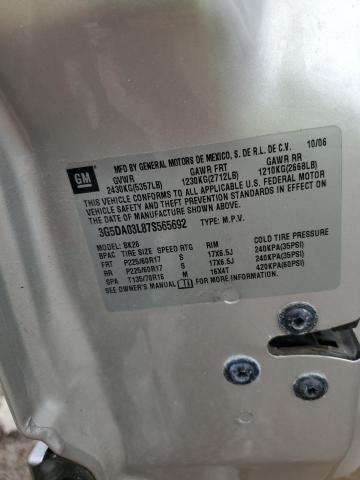 GM
MFD BY GENERAL MOTORS DE MEXICO, S. DE R.L. DE C.V. 10/06
GVWR GAWR FRT GAWR RR
2430KG(5357LB) 1230KG(2712LB) 1210KG(2668LB)
THIS VEHICLE CONFORMS TO ALL APPLICABLE U.S. FEDERAL MOTOR
VEHICLE SAFETY AND THEFT PREVENTION STANDARDS IN EFFECT ON
THE DATE OF MANUFACTURE SHOWN ABOVE.
3G5DA03L87S565692 TYPE: M.P.V.
MODEL: BK26
BPAC TIRE SIZE SPEED RTG RIM COLD TIRE PRESSURE
FRT P225/60R17 S 17X6.5J 240KPA(35PSI)
RR P225/60R17 S 17X6.5J 240KPA(35PSI)
SPA T135/70R16 M 16X4T 420KPA(60PSI)
SEE OWNER'S MANUAL FOR ADDITIONAL INFORMATION.